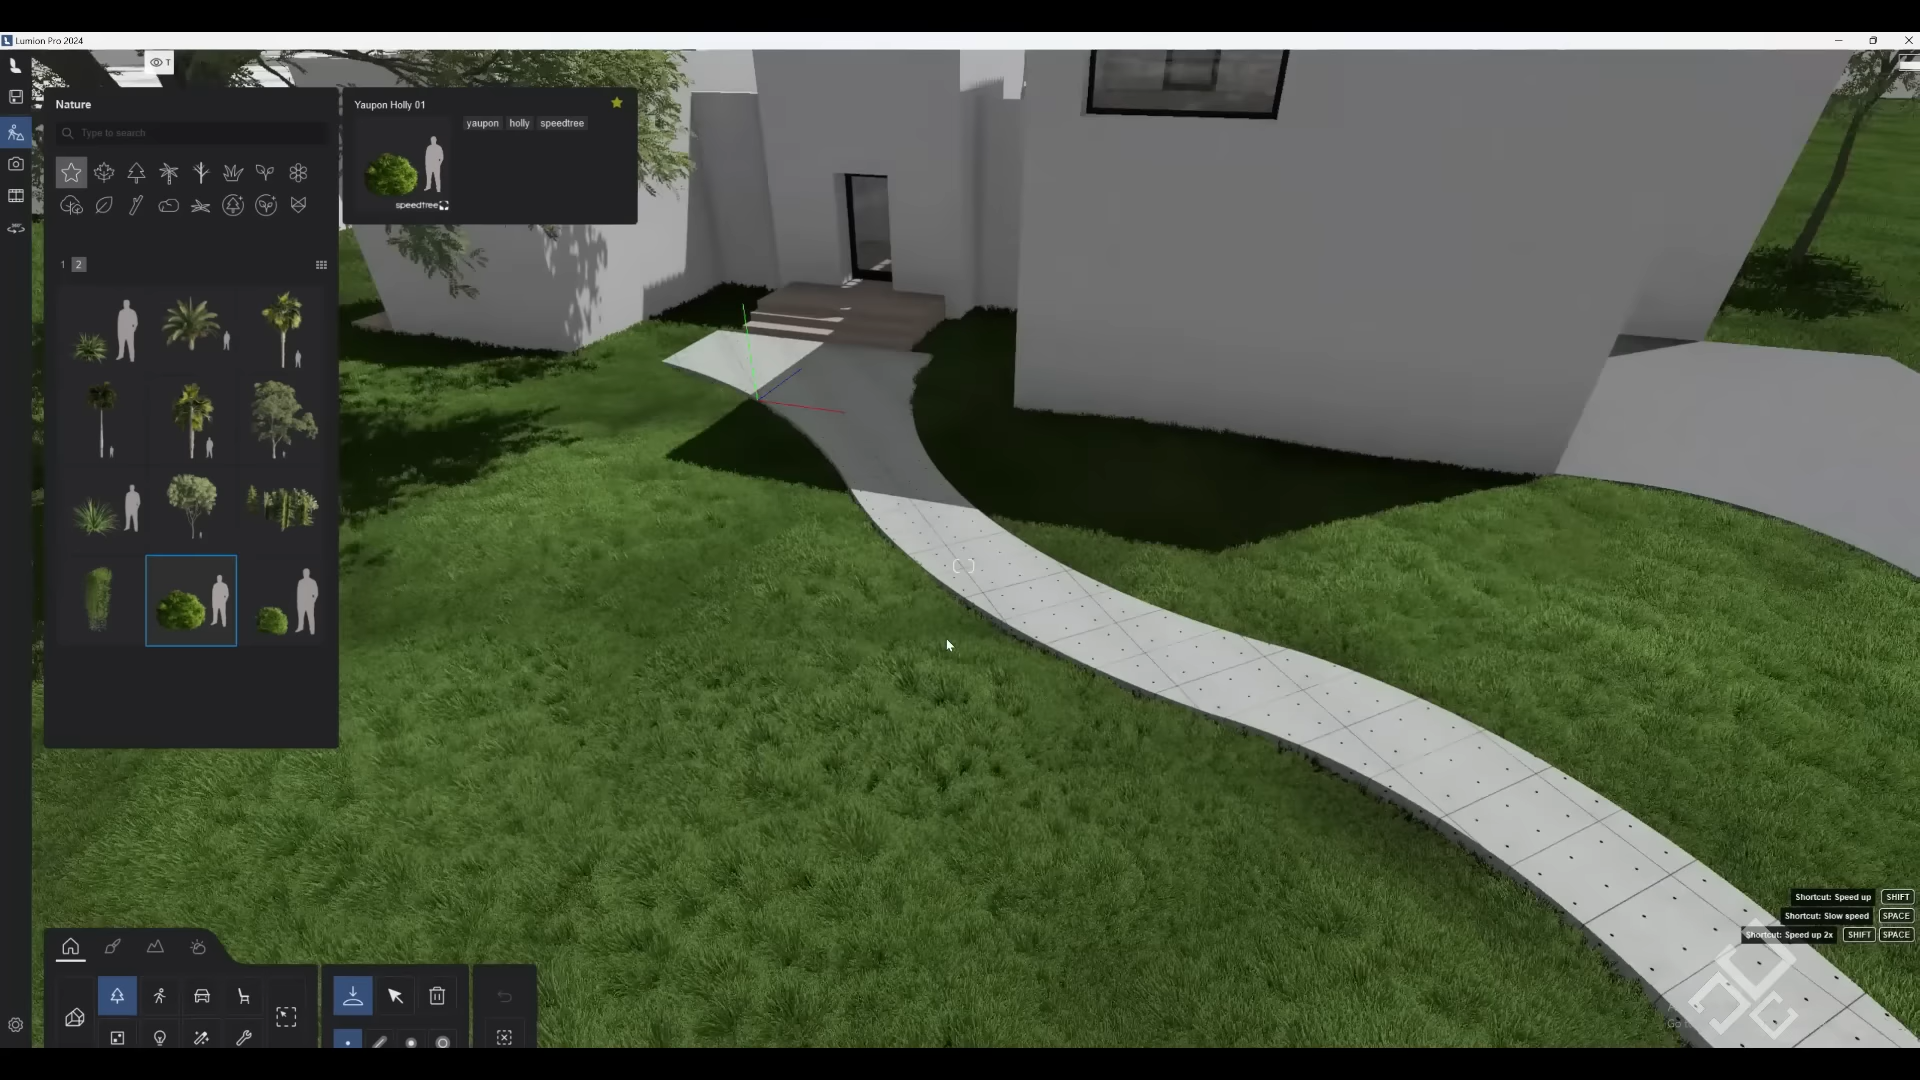 Lumion Pro 2024
T
Nature
Yaupon Holly 01
Type to search
yaupon holly speedtree
speedtree
1 2
Shortcut: Speed up SHIFT
Shortcut: Slow speed SPACE
Shortcut: Speed up 2x SHIFT SPACE